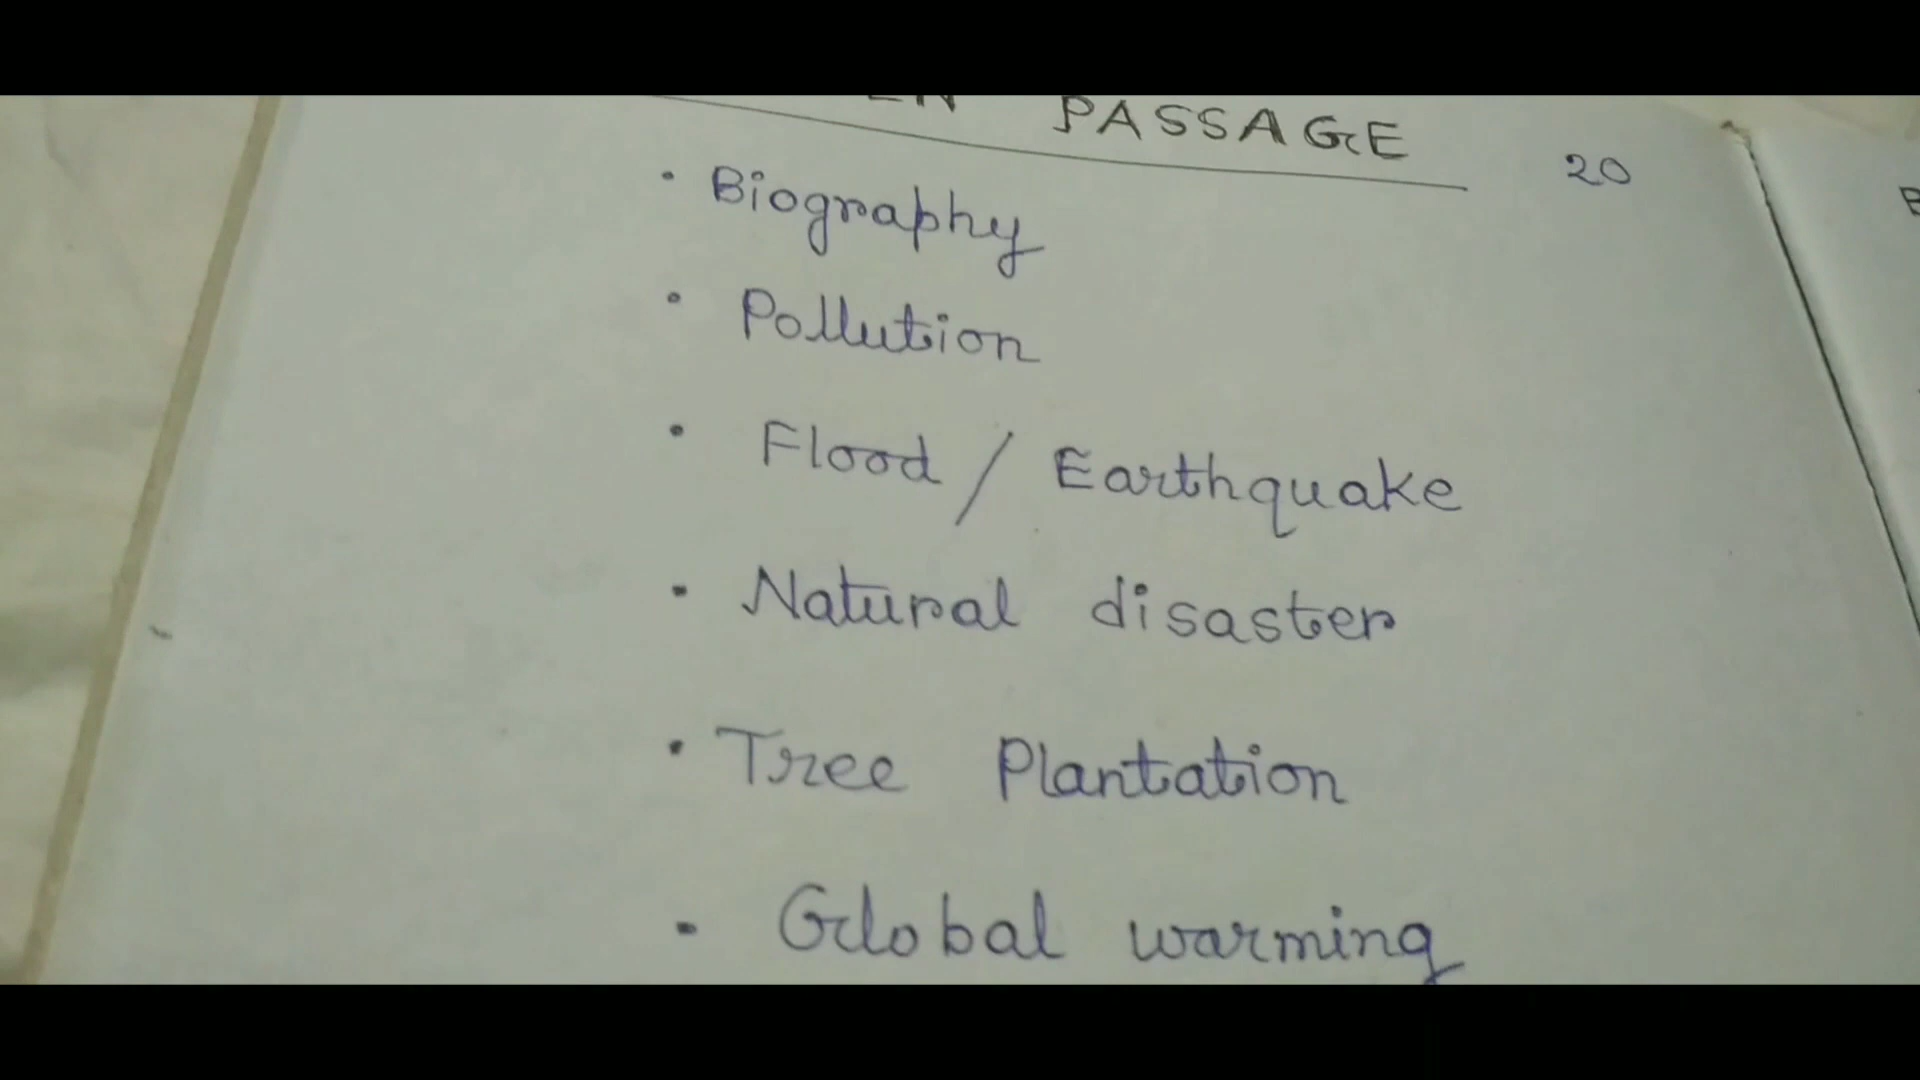 PASSAGE
20
• Biography
• Pollution
• Flood / Earthquake
• Natural disaster
• Tree Plantation
• Global warming